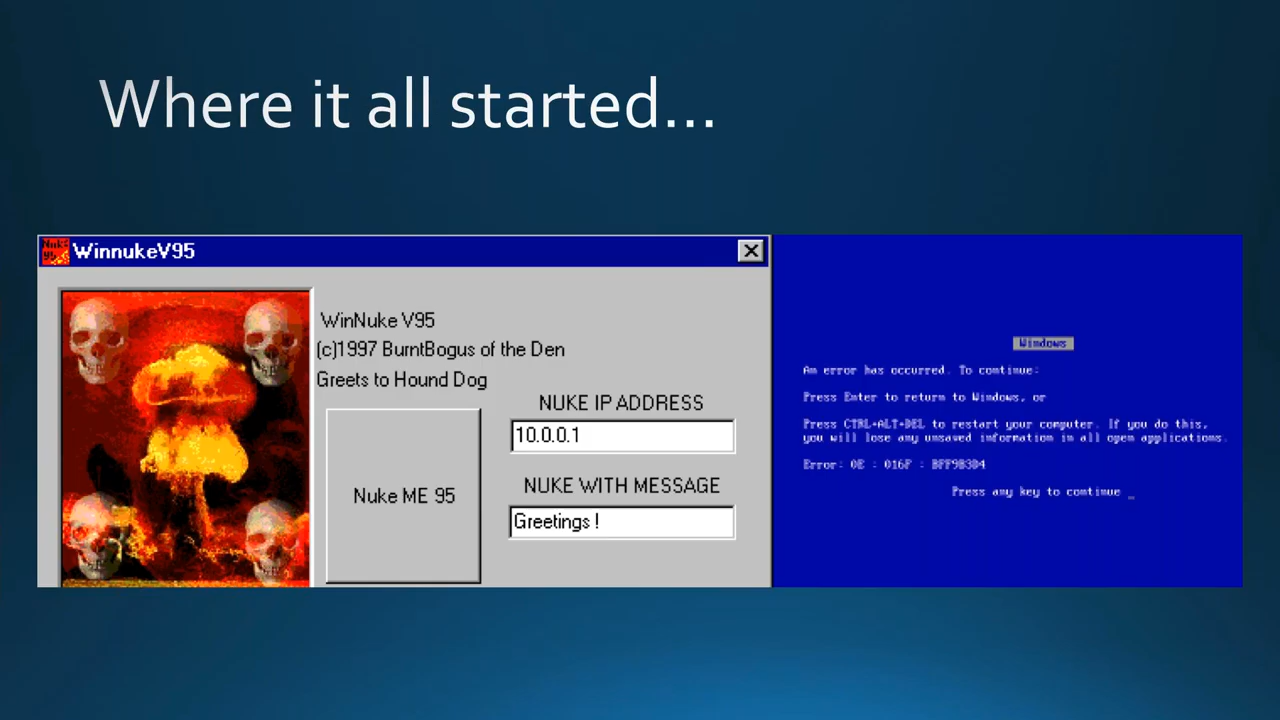 Where it all started...
Nuke 95
WinnukeV95
WinNuke V95
(c)1997 BurntBogus of the Den
Greets to Hound Dog
NUKE IP ADDRESS
10.0.0.1
Nuke ME 95
NUKE WITH MESSAGE
Greetings !
Windows
An error has occurred. To continue:
Press Enter to return to Windows, or
Press CTRL+ALT+DEL to restart your computer. If you do this,
you will lose any unsaved information in all open applications.
Error: 0E : 016F : BFF9B3D4
Press any key to continue _